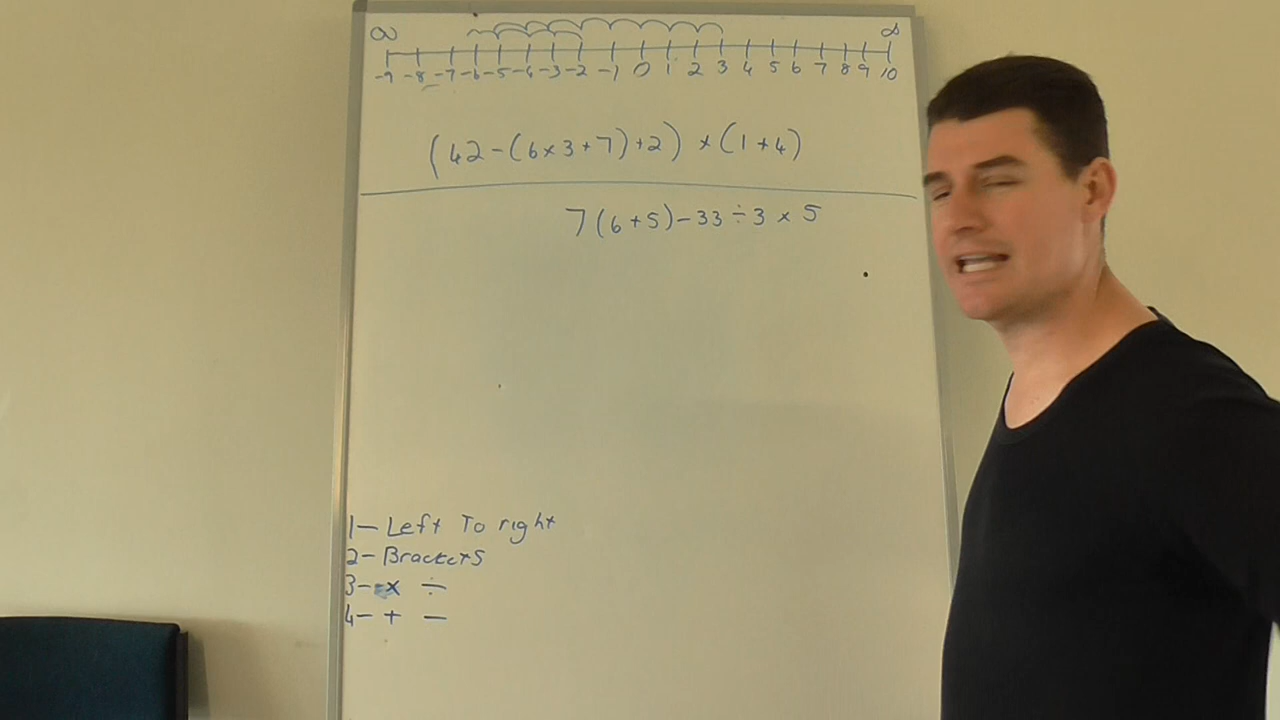 ∞ ∞
-9 -8 -7 -6 -5 -4 -3 -2 -1 0 1 2 3 4 5 6 7 8 9 10
(42-(6×3+7)+2) ×(1+4)
7(6+5)-33÷3×5
1- Left To right
2- Brackets
3- × ÷
4- + -